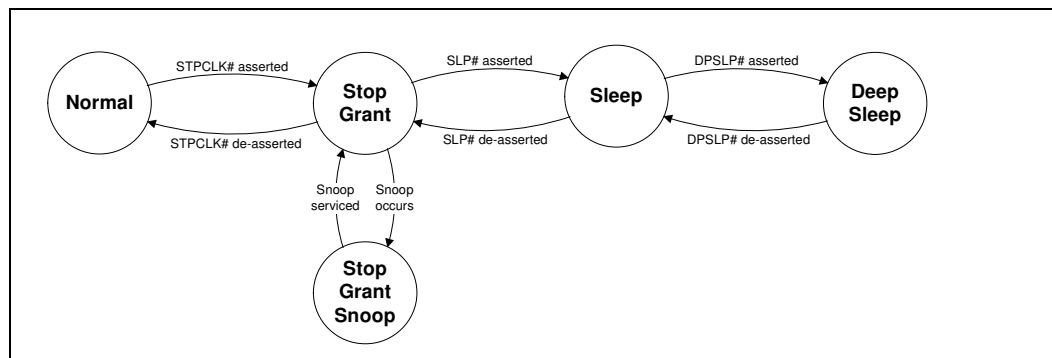 STPCLK# asserted
SLP# asserted
DPSLP# asserted
Normal
Stop
Grant
Sleep
Deep
Sleep
STPCLK# de-asserted
SLP# de-asserted
DPSLP# de-asserted
Snoop
serviced
Snoop
occurs
Stop
Grant
Snoop